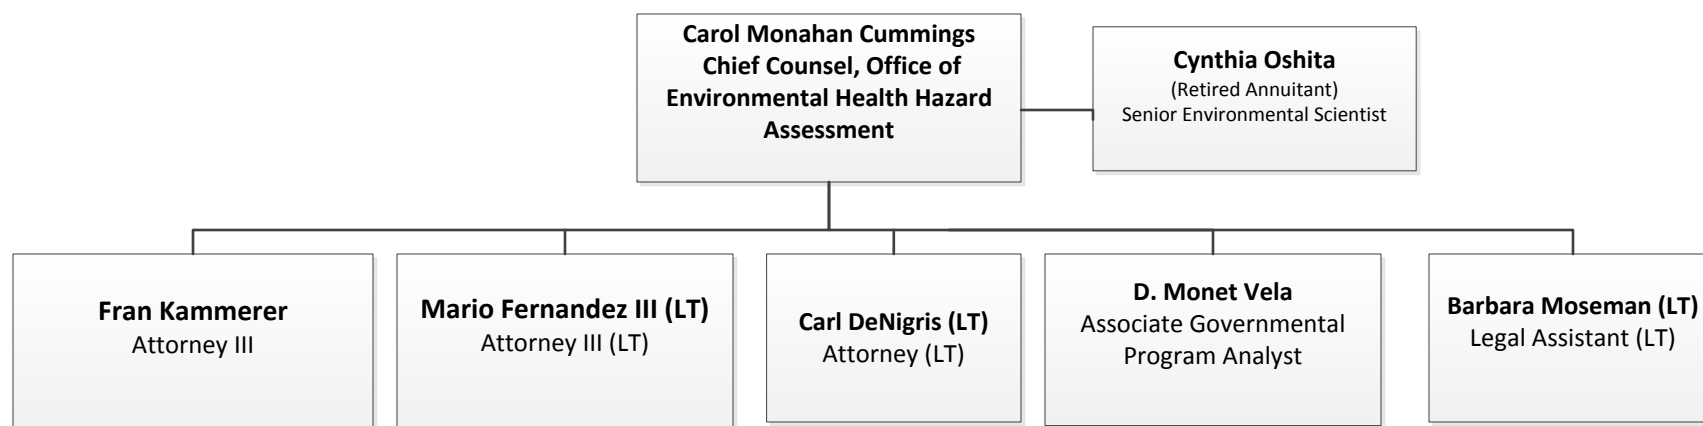 Carol Monahan Cummings
Chief Counsel, Office of
Environmental Health Hazard
Assessment
Cynthia Oshita
(Retired Annuitant)
Senior Environmental Scientist
Fran Kammerer
Attorney III
Mario Fernandez III (LT)
Attorney III (LT)
Carl DeNigris (LT)
Attorney (LT)
D. Monet Vela
Associate Governmental
Program Analyst
Barbara Moseman (LT)
Legal Assistant (LT)